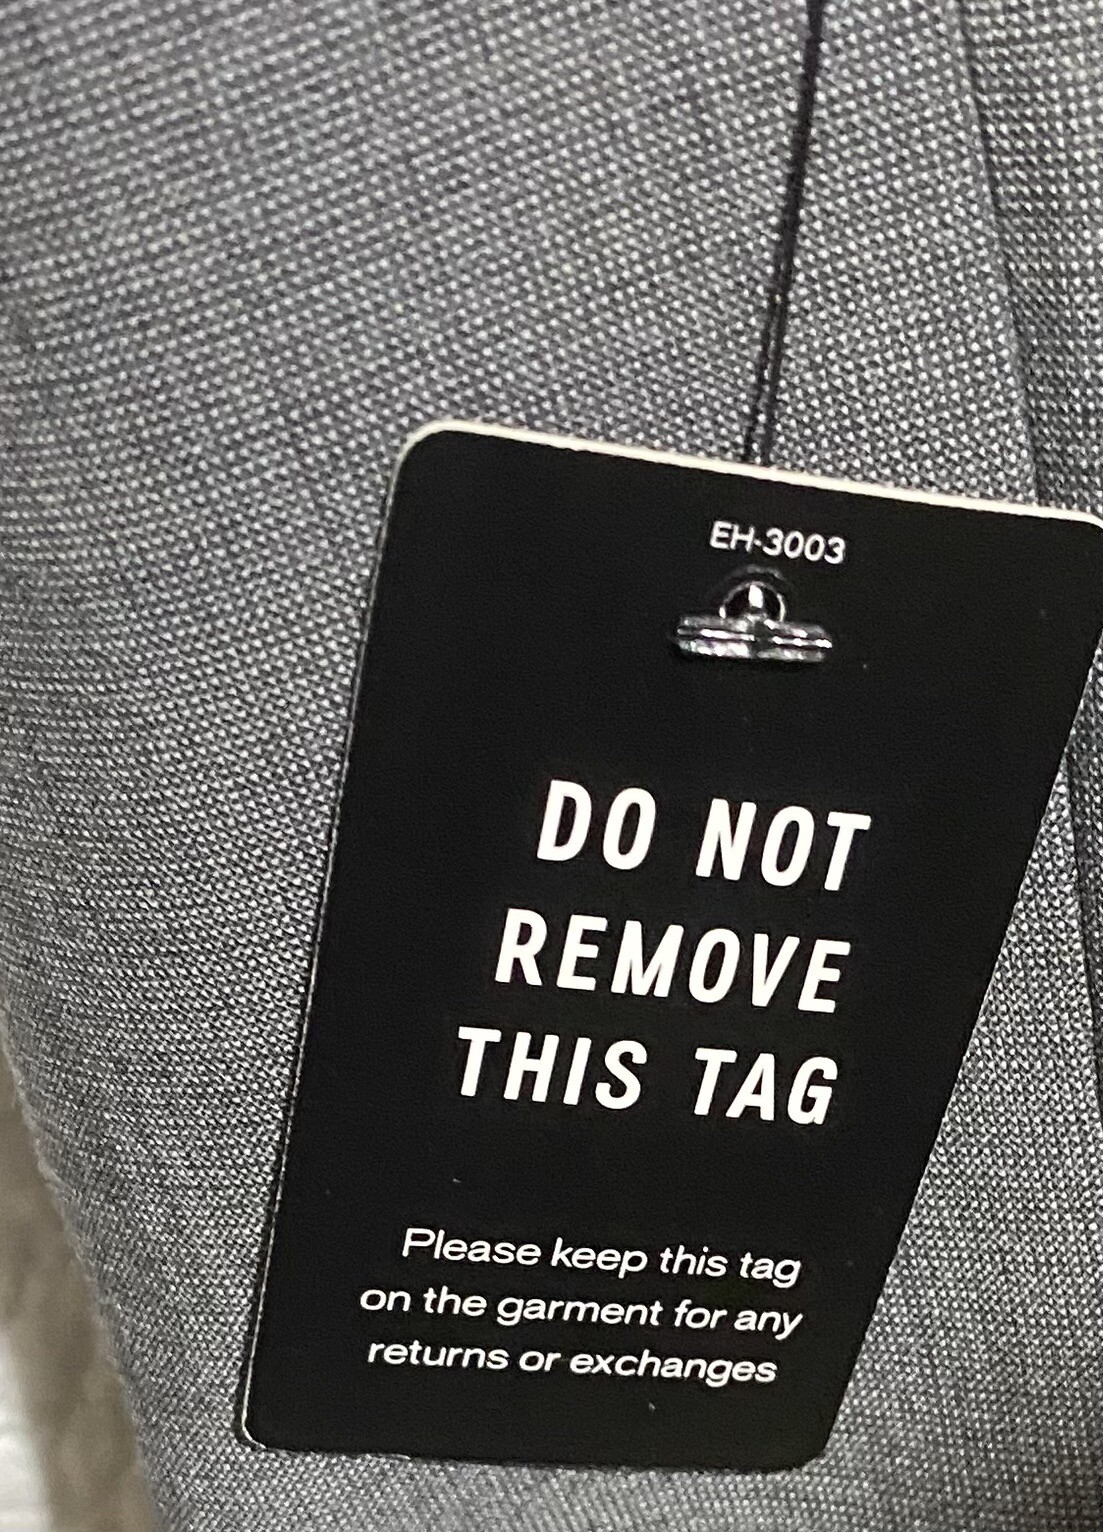 EH-3003
DO NOT
REMOVE
THIS TAG
Please keep this tag
on the garment for any
returns or exchanges